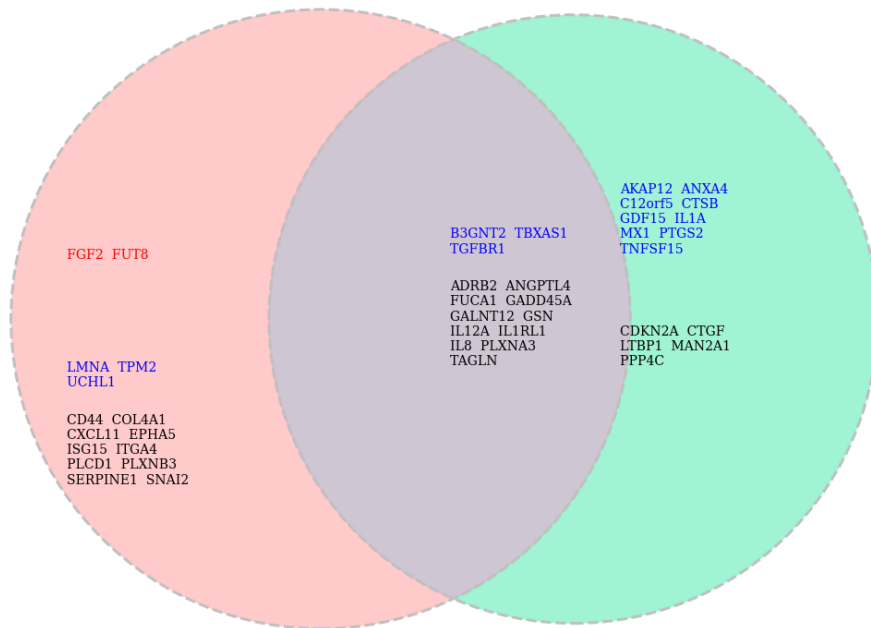 FGF2 FUT8
LMNA TPM2
UCHL1
CD44 COL4A1
CXCL11 EPHA5
ISG15 ITGA4
PLCD1 PLXNB3
SERPINE1 SNAI2
B3GNT2 TBXAS1
TGFBR1
ADRB2 ANGPTL4
FUCA1 GADD45A
GALNT12 GSN
IL12A IL1RL1
IL8 PLXNA3
TAGLN
AKAP12 ANXA4
C12orf5 CTSB
GDF15 IL1A
MX1 PTGS2
TNFSF15
CDKN2A CTGF
LTBP1 MAN2A1
PPP4C